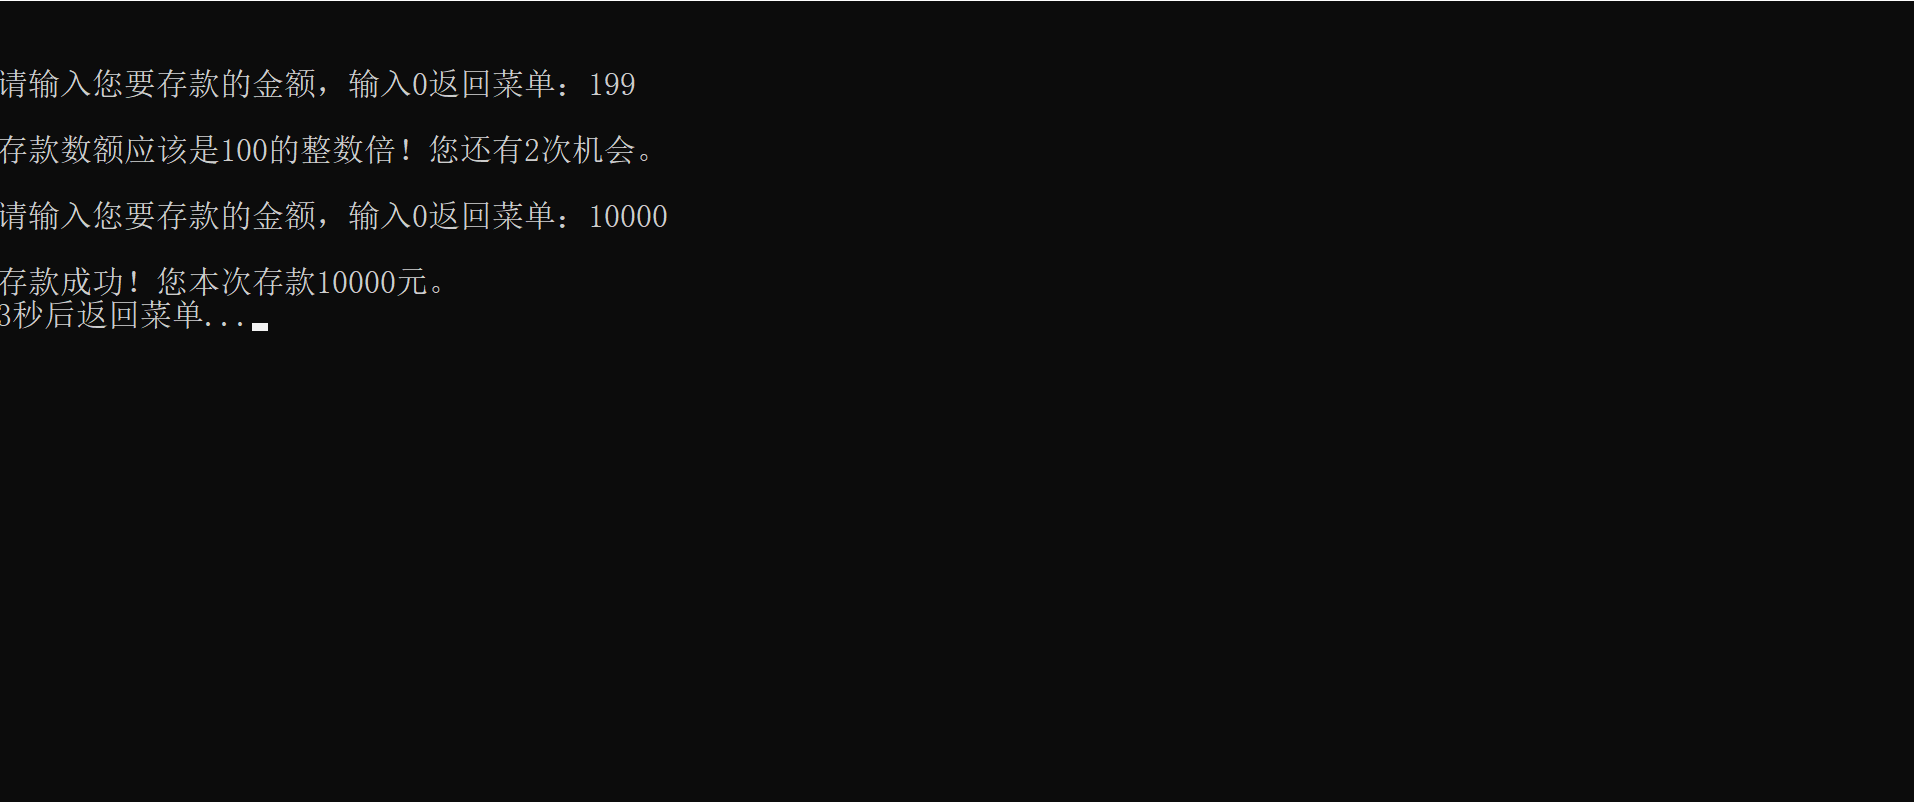 请输入您要存款的金额，输入0返回菜单：199
存款数额应该是100的整数倍！您还有2次机会。
请输入您要存款的金额，输入0返回菜单：10000
存款成功！您本次存款10000元。
3秒后返回菜单...